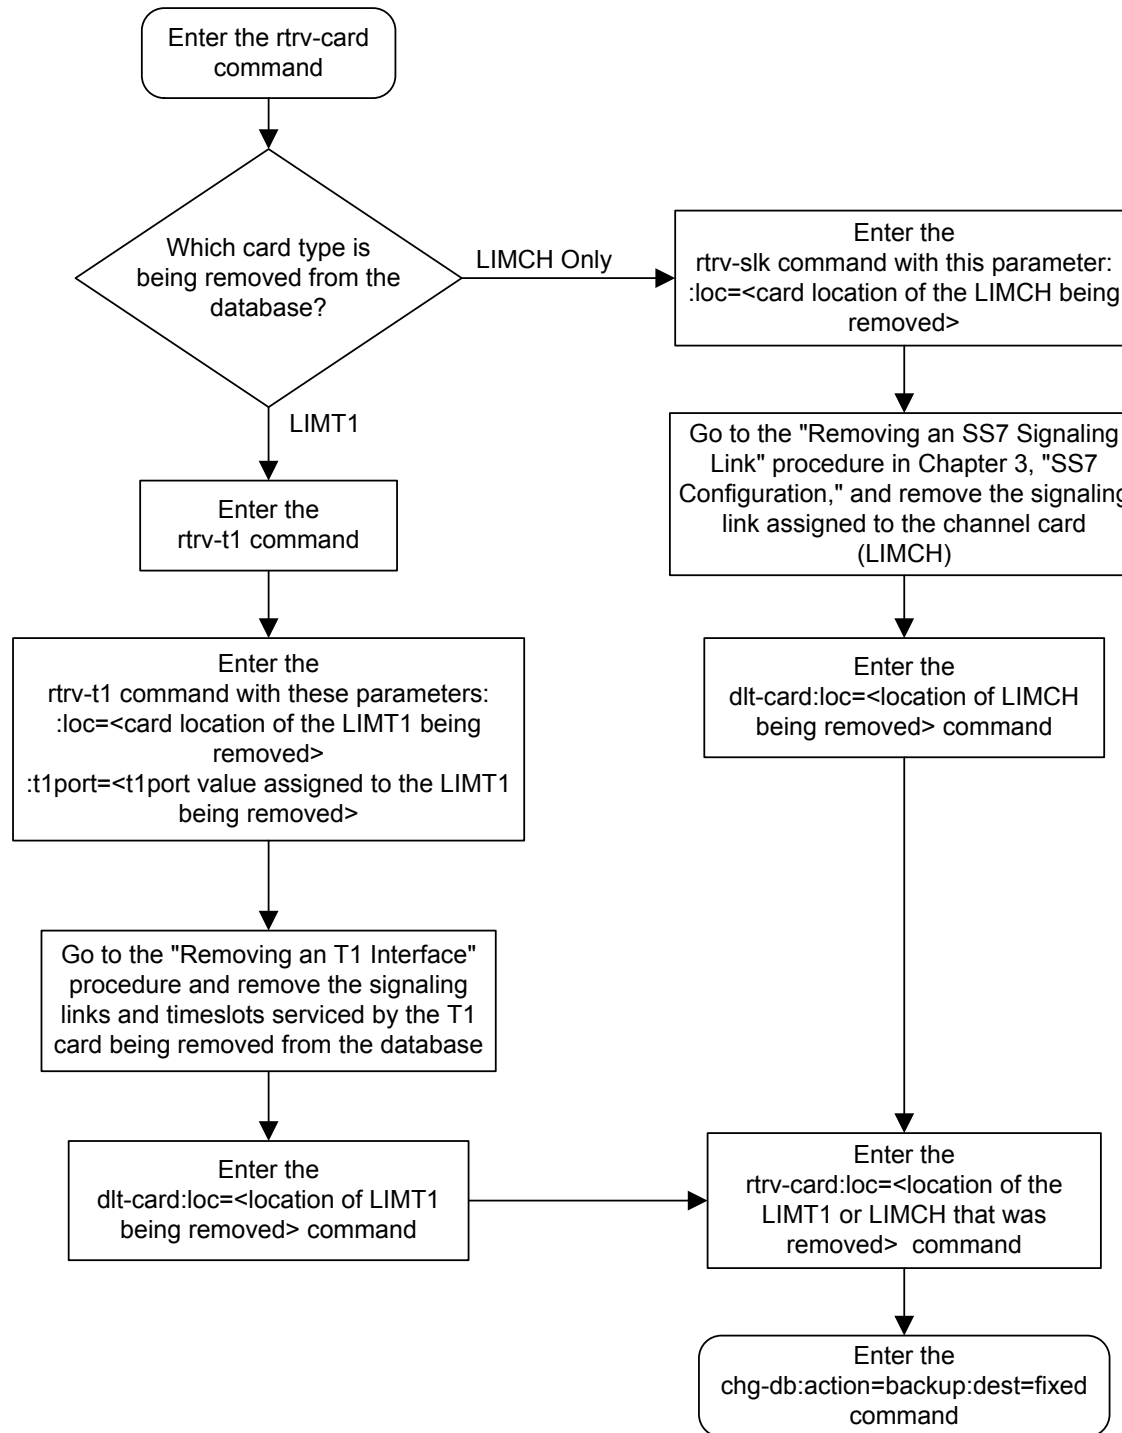 Enter the rtrv-card
command
Which card type is
being removed from the
database?
LIMCH Only
LIMT1
Enter the
rtrv-t1 command
Enter the
rtrv-t1 command with these parameters:
:loc=<card location of the LIMT1 being
removed>
:t1port=<t1port value assigned to the LIMT1
being removed>
Go to the "Removing an T1 Interface"
procedure and remove the signaling
links and timeslots serviced by the T1
card being removed from the database
Enter the
dlt-card:loc=<location of LIMT1
being removed> command
Enter the
rtrv-slk command with this parameter:
:loc=<card location of the LIMCH being
removed>
Go to the "Removing an SS7 Signaling
Link" procedure in Chapter 3, "SS7
Configuration," and remove the signaling
link assigned to the channel card
(LIMCH)
Enter the
dlt-card:loc=<location of LIMCH
being removed> command
Enter the
rtrv-card:loc=<location of the
LIMT1 or LIMCH that was
removed>  command
Enter the
chg-db:action=backup:dest=fixed
command